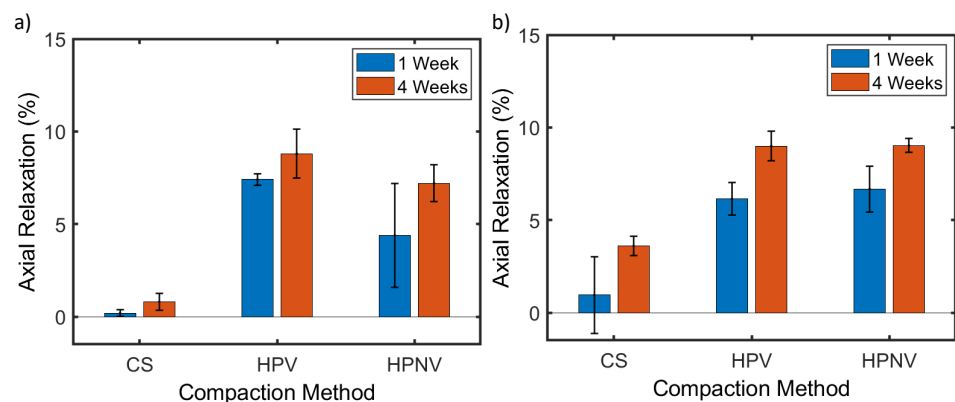 a)
15
10
5
0
Axial Relaxation (%)
1 Week
4 Weeks
CS HPV HPNV
Compaction Method
b)
15
10
5
0
Axial Relaxation (%)
1 Week
4 Weeks
CS HPV HPNV
Compaction Method